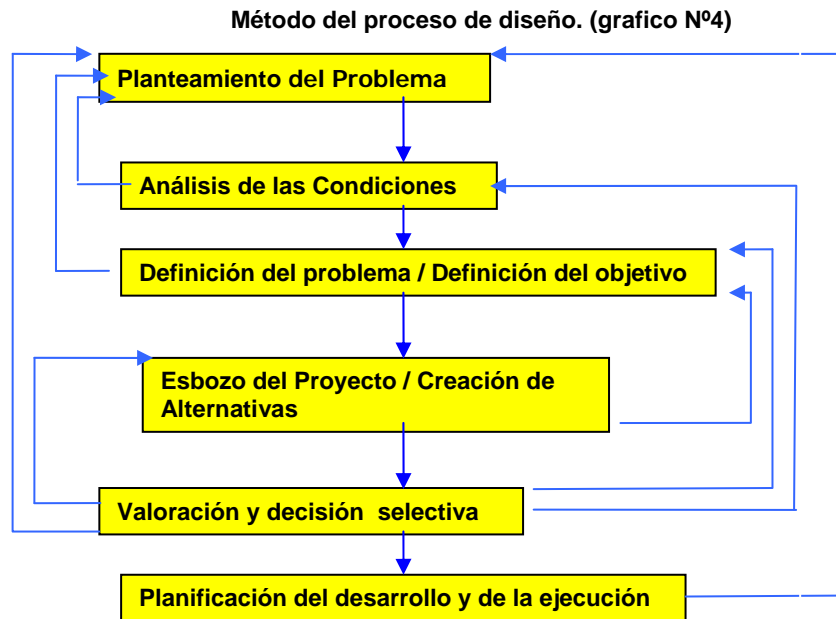 Método del proceso de diseño. (grafico Nº4)
Planteamiento del Problema
Análisis de las Condiciones
Definición del problema / Definición del objetivo
Esbozo del Proyecto / Creación de
Alternativas
Valoración y decisión selectiva
Planificación del desarrollo y de la ejecución